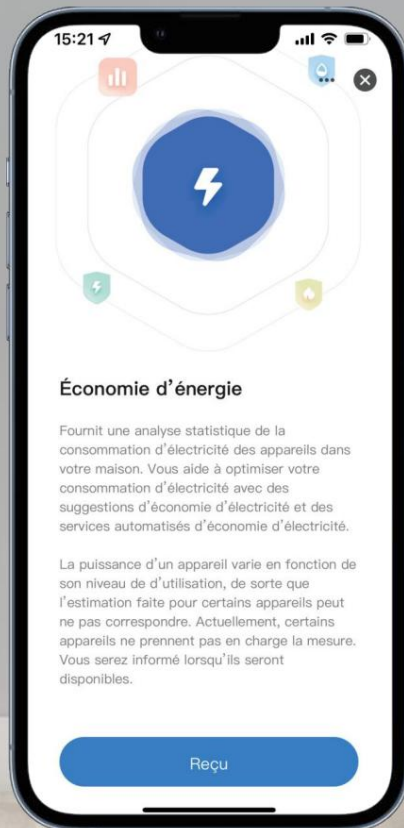 15:21
Économie d'énergie
Fournit une analyse statistique de la
consommation d'électricité des appareils dans
votre maison. Vous aide à optimiser votre
consommation d'électricité avec des
suggestions d'économie d'électricité et des
services automatisés d'économie d'électricité.
La puissance d'un appareil varie en fonction de
son niveau de d'utilisation, de sorte que
l'estimation faite pour certains appareils peut
ne pas correspondre. Actuellement, certains
appareils ne prennent pas en charge la mesure.
Vous serez informé lorsqu'ils seront
disponibles.
Reçu